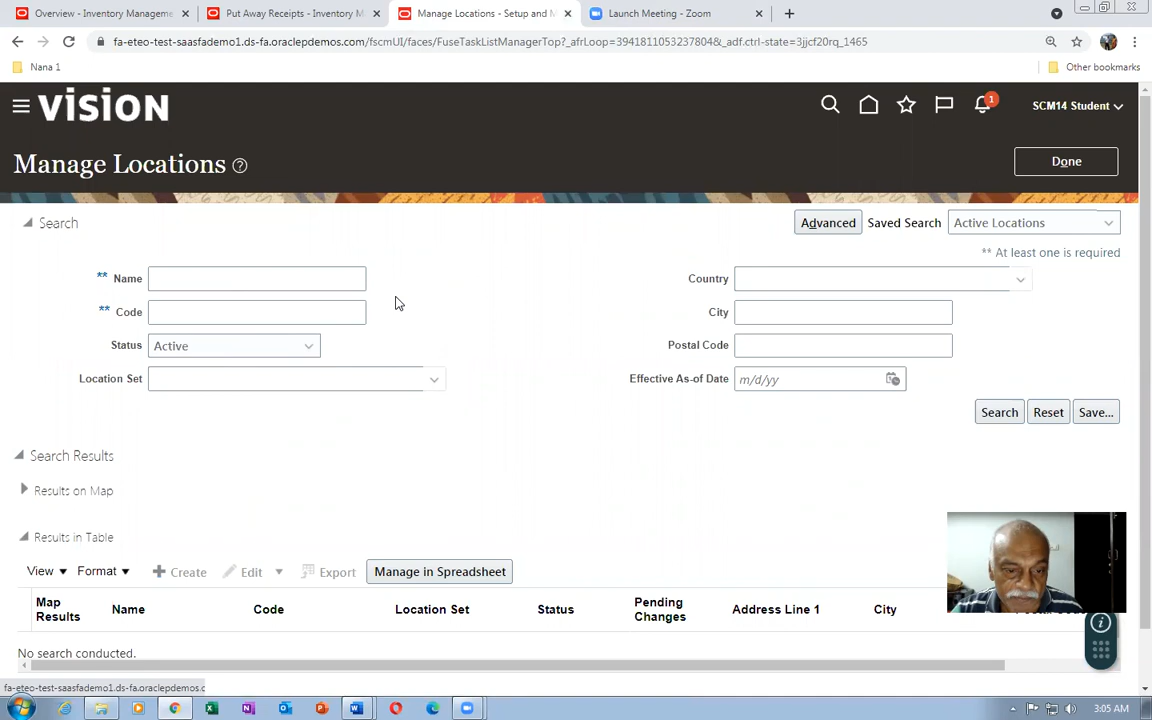 Overview - Inventory Manageme
Put Away Receipts - Inventory M
Manage Locations - Setup and M
Launch Meeting - Zoom
fa-eteo-test-saasfademo1.ds-fa.oraclepdemos.com/fscmUI/faces/FuseTaskListManagerTop?_afrLoop=3941811053237804&_adf.ctrl-state=3jjcf20rq_1465
Nana 1
Other bookmarks
VISION
1
SCM14 Student
Manage Locations
Done
Search
Advanced
Saved Search
Active Locations
** At least one is required
** Name
Country
** Code
City
Status
Active
Postal Code
Location Set
Effective As-of Date
m/d/yy
Search
Reset
Save...
Search Results
Results on Map
Results in Table
View
Format
Create
Edit
Export
Manage in Spreadsheet
Map Results
Name
Code
Location Set
Status
Pending Changes
Address Line 1
City
No search conducted.
fa-eteo-test-saasfademo1.ds-fa.oraclepdemos.c
3:05 AM